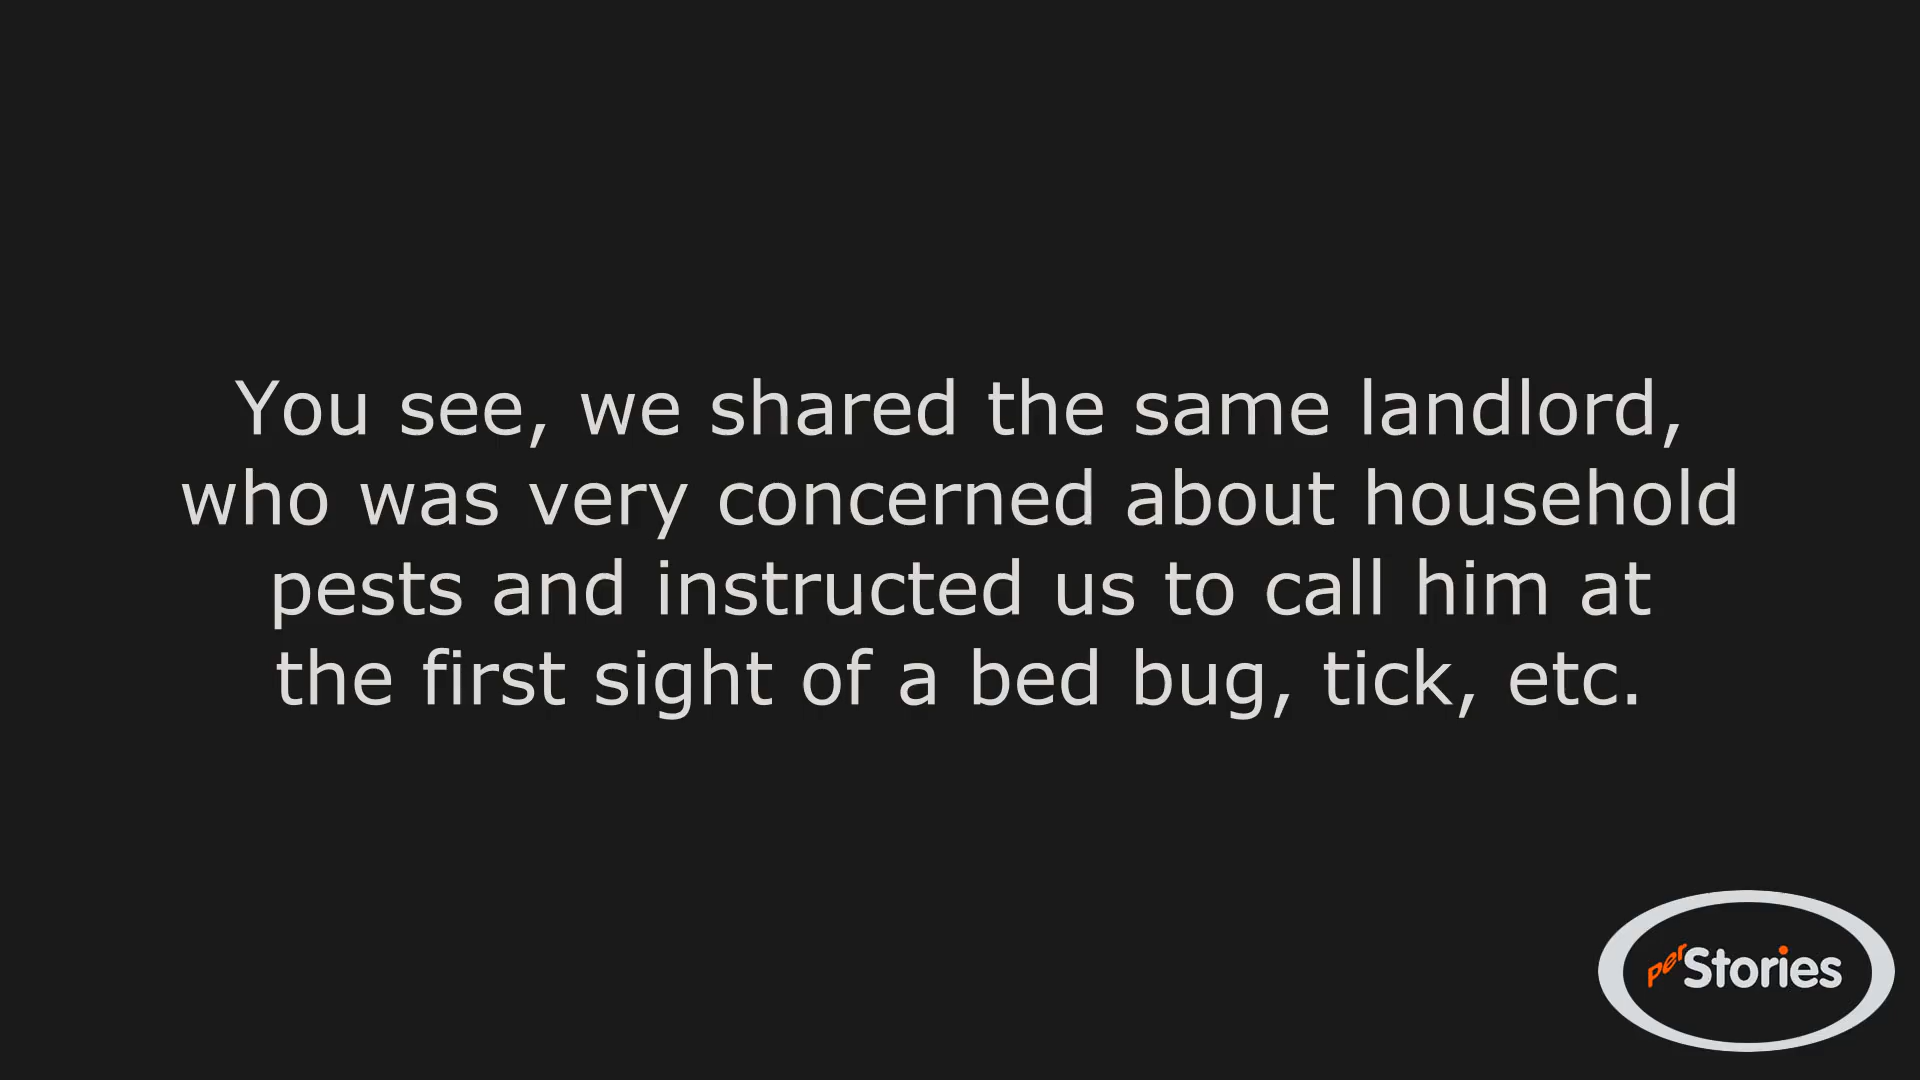 You see, we shared the same landlord,
who was very concerned about household
pests and instructed us to call him at
the first sight of a bed bug, tick, etc.
perStories